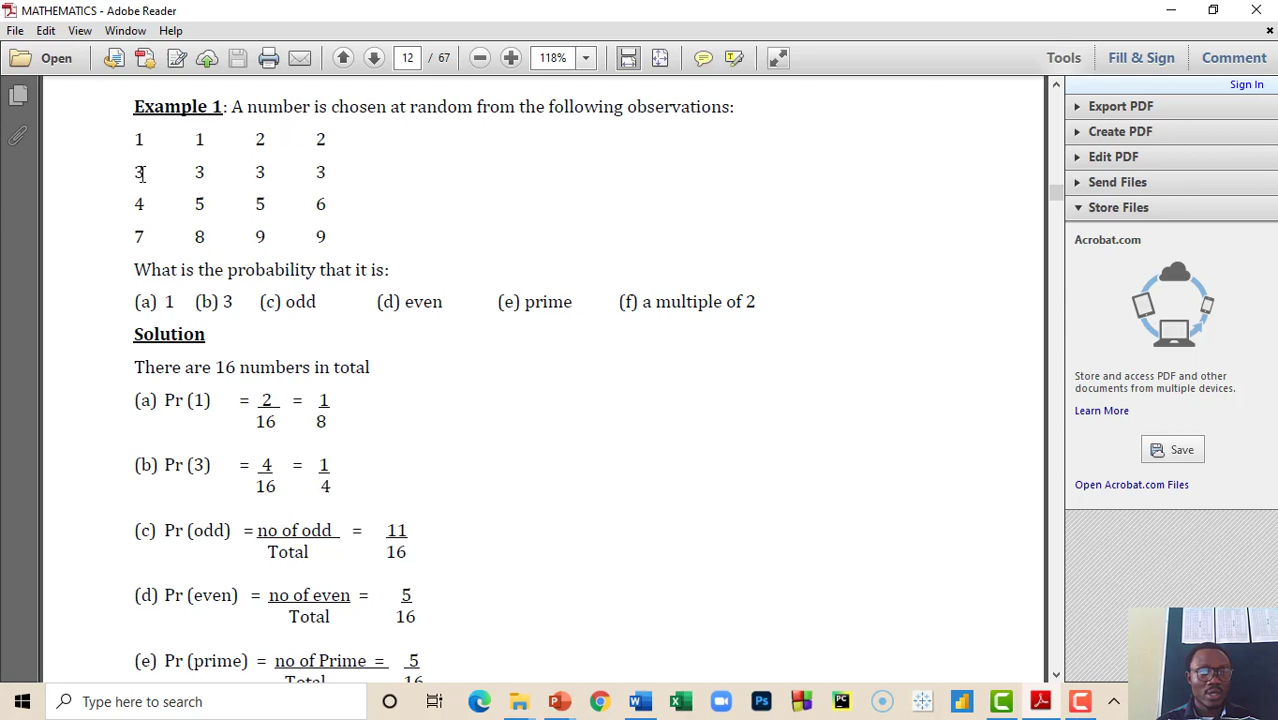 MATHEMATICS - Adobe Reader
File Edit View Window Help
Open 12 / 67 118% Tools Fill & Sign Comment
Sign In
Export PDF
Create PDF
Edit PDF
Send Files
Store Files
Acrobat.com
Store and access PDF and other
documents from multiple devices.
Learn More
Save
Open Acrobat.com Files
Example 1: A number is chosen at random from the following observations:
1 1 2 2
3 3 3 3
4 5 5 6
7 8 9 9
What is the probability that it is:
(a) 1 (b) 3 (c) odd (d) even (e) prime (f) a multiple of 2
Solution
There are 16 numbers in total
(a) Pr (1) = 2 = 1
16 8
(b) Pr (3) = 4 = 1
16 4
(c) Pr (odd) = no of odd = 11
Total 16
(d) Pr (even) = no of even = 5
Total 16
(e) Pr (prime) = no of Prime = 5
Total 16
Type here to search